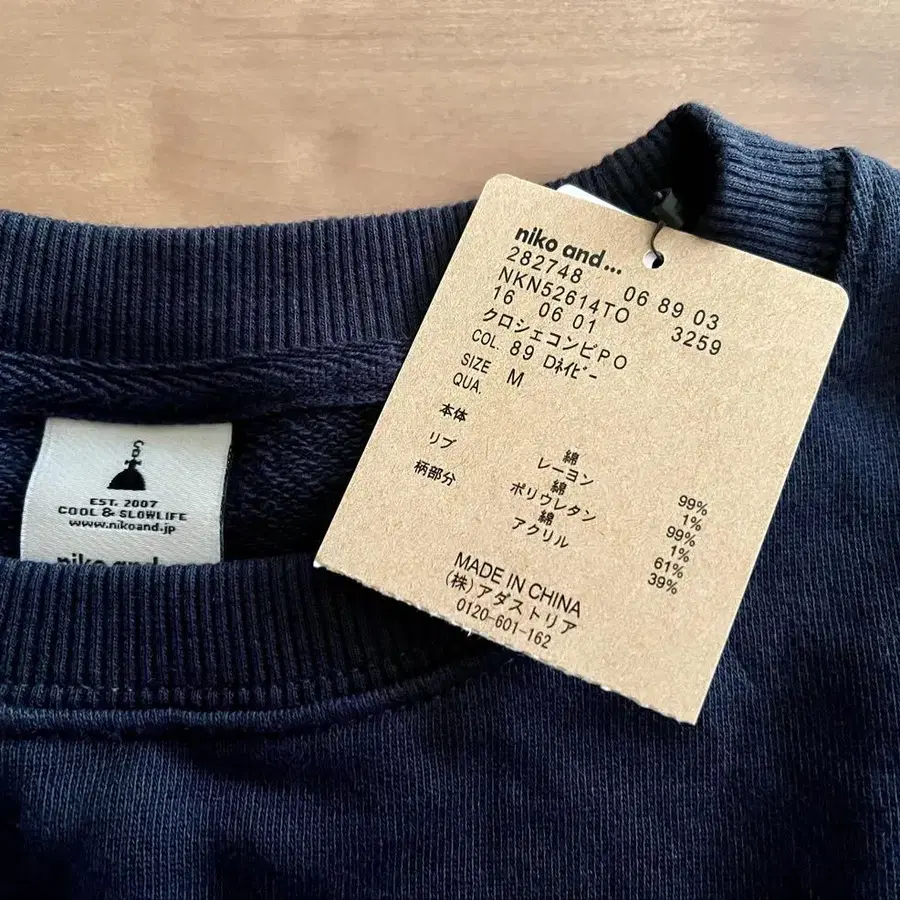 niko and...
282748 06 89 03
NKN52614TO 3259
16 06 01
クロシェコンビPO
COL. 89 Dネイビー
SIZE M
QUA.
本体 綿 99%
レーヨン 1%
リブ 綿 99%
ポリウレタン 1%
柄部分 綿 61%
アクリル 39%
MADE IN CHINA
(株)アダストリア
0120-601-162
EST. 2007
COOL & SLOWLIFE
www.nikoand.jp
niko and...